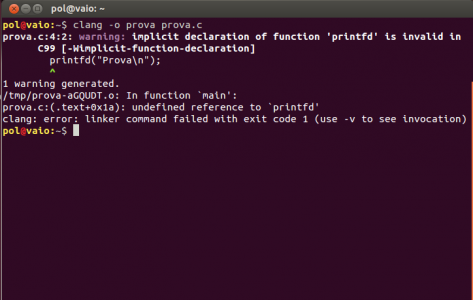 pol@vaio: ~
pol@vaio:~$ clang -o prova prova.c
prova.c:4:2: warning: implicit declaration of function 'printfd' is invalid in
C99 [-Wimplicit-function-declaration]
printfd("Prova\n");
^
1 warning generated.
/tmp/prova-aGQUDT.o: In function `main':
prova.c:(.text+0x1a): undefined reference to `printfd'
clang: error: linker command failed with exit code 1 (use -v to see invocation)
pol@vaio:~$